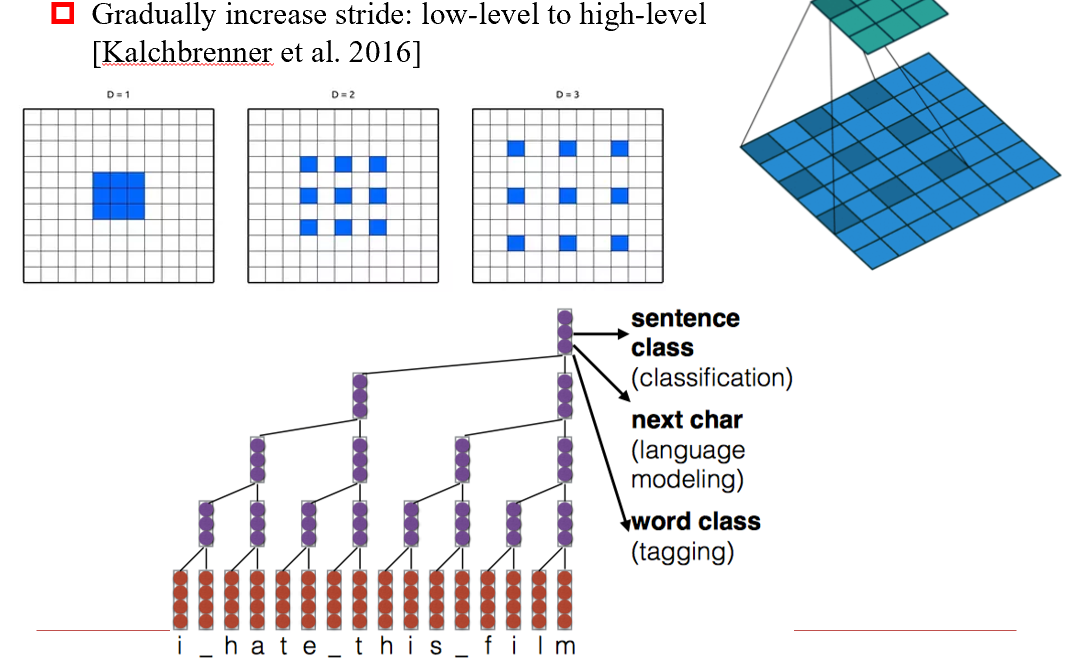 Gradually increase stride: low-level to high-level
[Kalchbrenner et al. 2016]
D = 1
D = 2
D = 3
sentence
class
(classification)
next char
(language
modeling)
word class
(tagging)
i _ h a t e _ t h i s _ f i l m